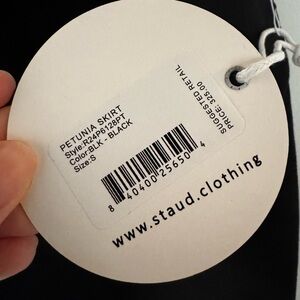 PETUNIA SKIRT
Style:R24P6128PT
Color:BLK - BLACK
Size:S
8 40400 25650 4
SUGGESTED RETAIL
PRICE: 325.00
www.staud.clothing